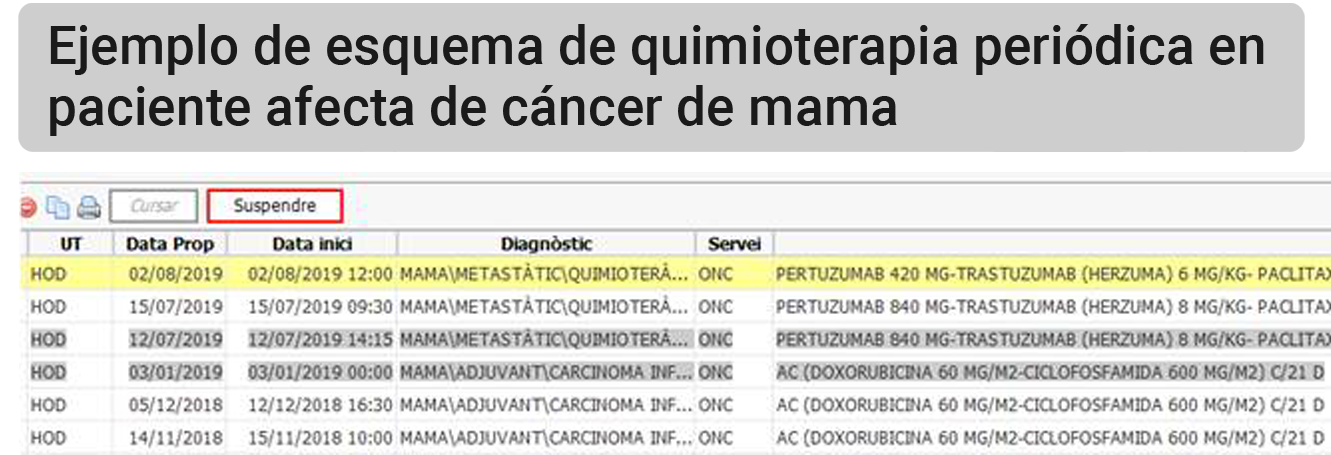 Ejemplo de esquema de quimioterapia periódica en
paciente afecta de cáncer de mama
Cursar Suspendre
UT Data Prop Data inici Diagnòstic Servei
HOD 02/08/2019 02/08/2019 12:00 MAMA\METASTÀTIC\QUIMIOTERÀ... ONC PERTUZUMAB 420 MG-TRASTUZUMAB (HERZUMA) 6 MG/KG- PACLITAX
HOD 15/07/2019 15/07/2019 09:30 MAMA\METASTÀTIC\QUIMIOTERÀ... ONC PERTUZUMAB 840 MG-TRASTUZUMAB (HERZUMA) 8 MG/KG- PACLITAX
HOD 12/07/2019 12/07/2019 14:15 MAMA\METASTÀTIC\QUIMIOTERÀ... ONC PERTUZUMAB 840 MG-TRASTUZUMAB (HERZUMA) 8 MG/KG- PACLITAX
HOD 03/01/2019 03/01/2019 00:00 MAMA\ADJUVANT\CARCINOMA INF... ONC AC (DOXORUBICINA 60 MG/M2-CICLOFOSFAMIDA 600 MG/M2) C/21 D
HOD 05/12/2018 12/12/2018 16:30 MAMA\ADJUVANT\CARCINOMA INF... ONC AC (DOXORUBICINA 60 MG/M2-CICLOFOSFAMIDA 600 MG/M2) C/21 D
HOD 14/11/2018 15/11/2018 10:00 MAMA\ADJUVANT\CARCINOMA INF... ONC AC (DOXORUBICINA 60 MG/M2-CICLOFOSFAMIDA 600 MG/M2) C/21 D